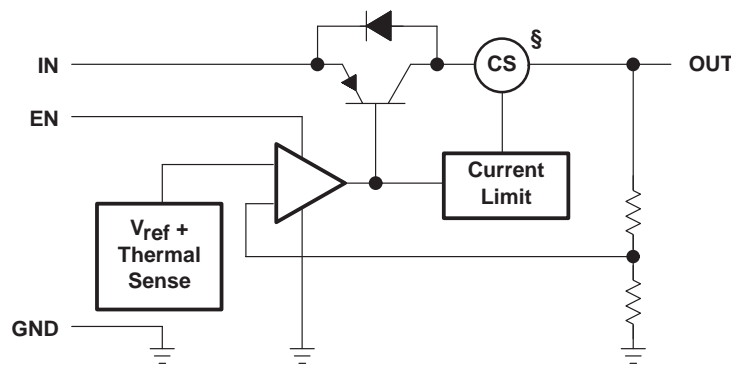 §
IN
CS
OUT
EN
Current
Limit
Vref +
Thermal
Sense
GND